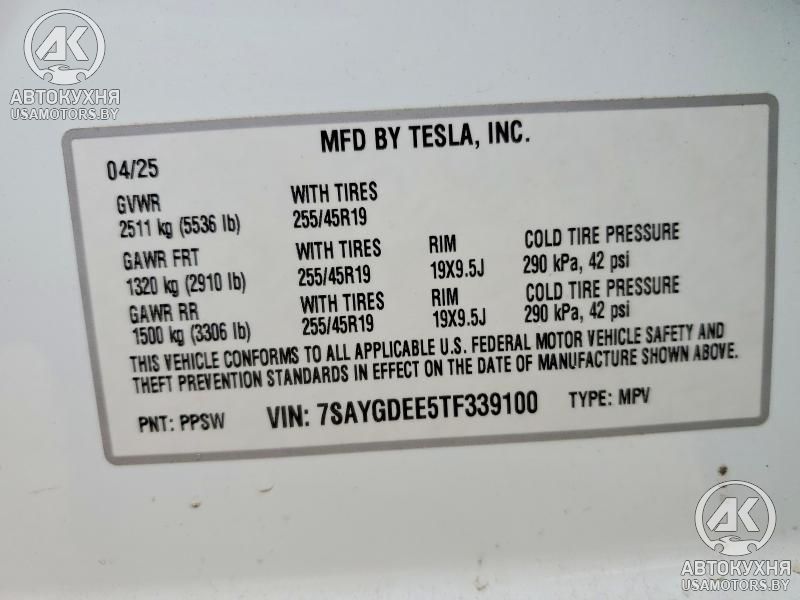 AK
АВТОКУХНЯ
USAMOTORS.BY
MFD BY TESLA, INC.
04/25
GVWR WITH TIRES
2511 kg (5536 lb) 255/45R19
GAWR FRT WITH TIRES RIM COLD TIRE PRESSURE
1320 kg (2910 lb) 255/45R19 19X9.5J 290 kPa, 42 psi
GAWR RR WITH TIRES RIM COLD TIRE PRESSURE
1500 kg (3306 lb) 255/45R19 19X9.5J 290 kPa, 42 psi
THIS VEHICLE CONFORMS TO ALL APPLICABLE U.S. FEDERAL MOTOR VEHICLE SAFETY AND
THEFT PREVENTION STANDARDS IN EFFECT ON THE DATE OF MANUFACTURE SHOWN ABOVE.
PNT: PPSW VIN: 7SAYGDEE5TF339100 TYPE: MPV
AK
АВТОКУХНЯ
USAMOTORS.BY